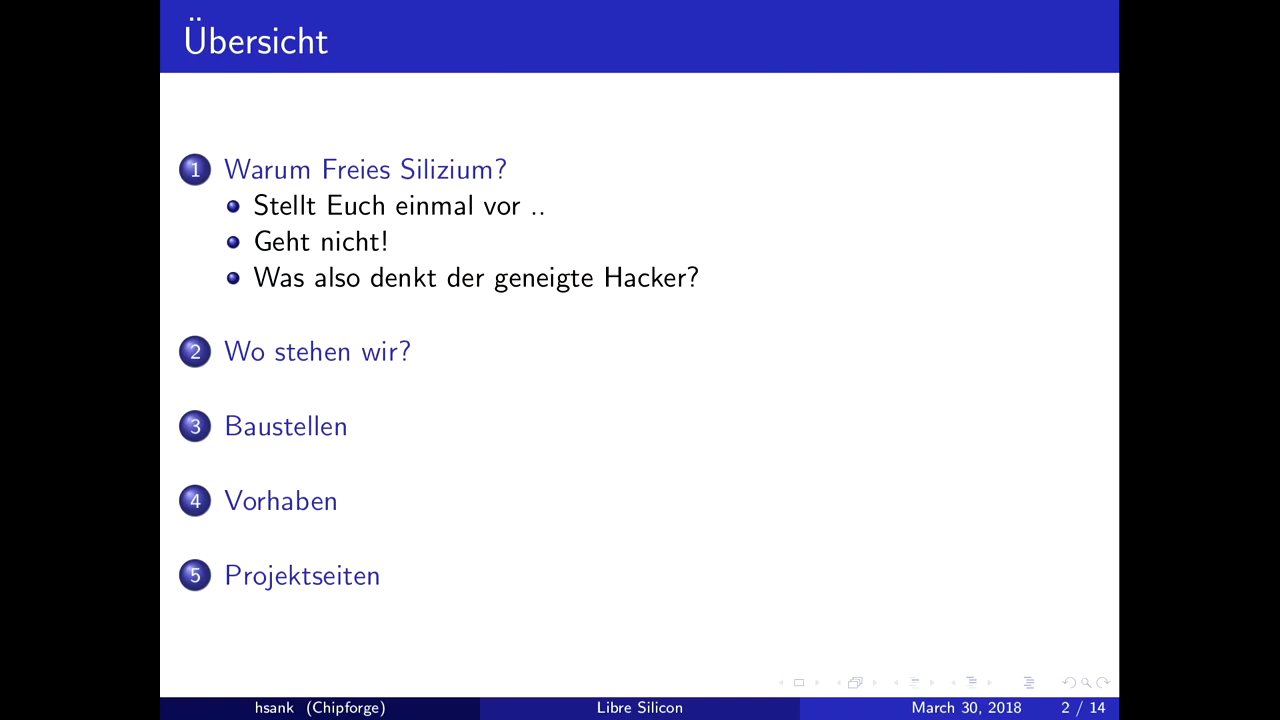 Übersicht
1 Warum Freies Silizium?
Stellt Euch einmal vor ..
Geht nicht!
Was also denkt der geneigte Hacker?
2 Wo stehen wir?
3 Baustellen
4 Vorhaben
5 Projektseiten
hsank (Chipforge) Libre Silicon March 30, 2018 2 / 14